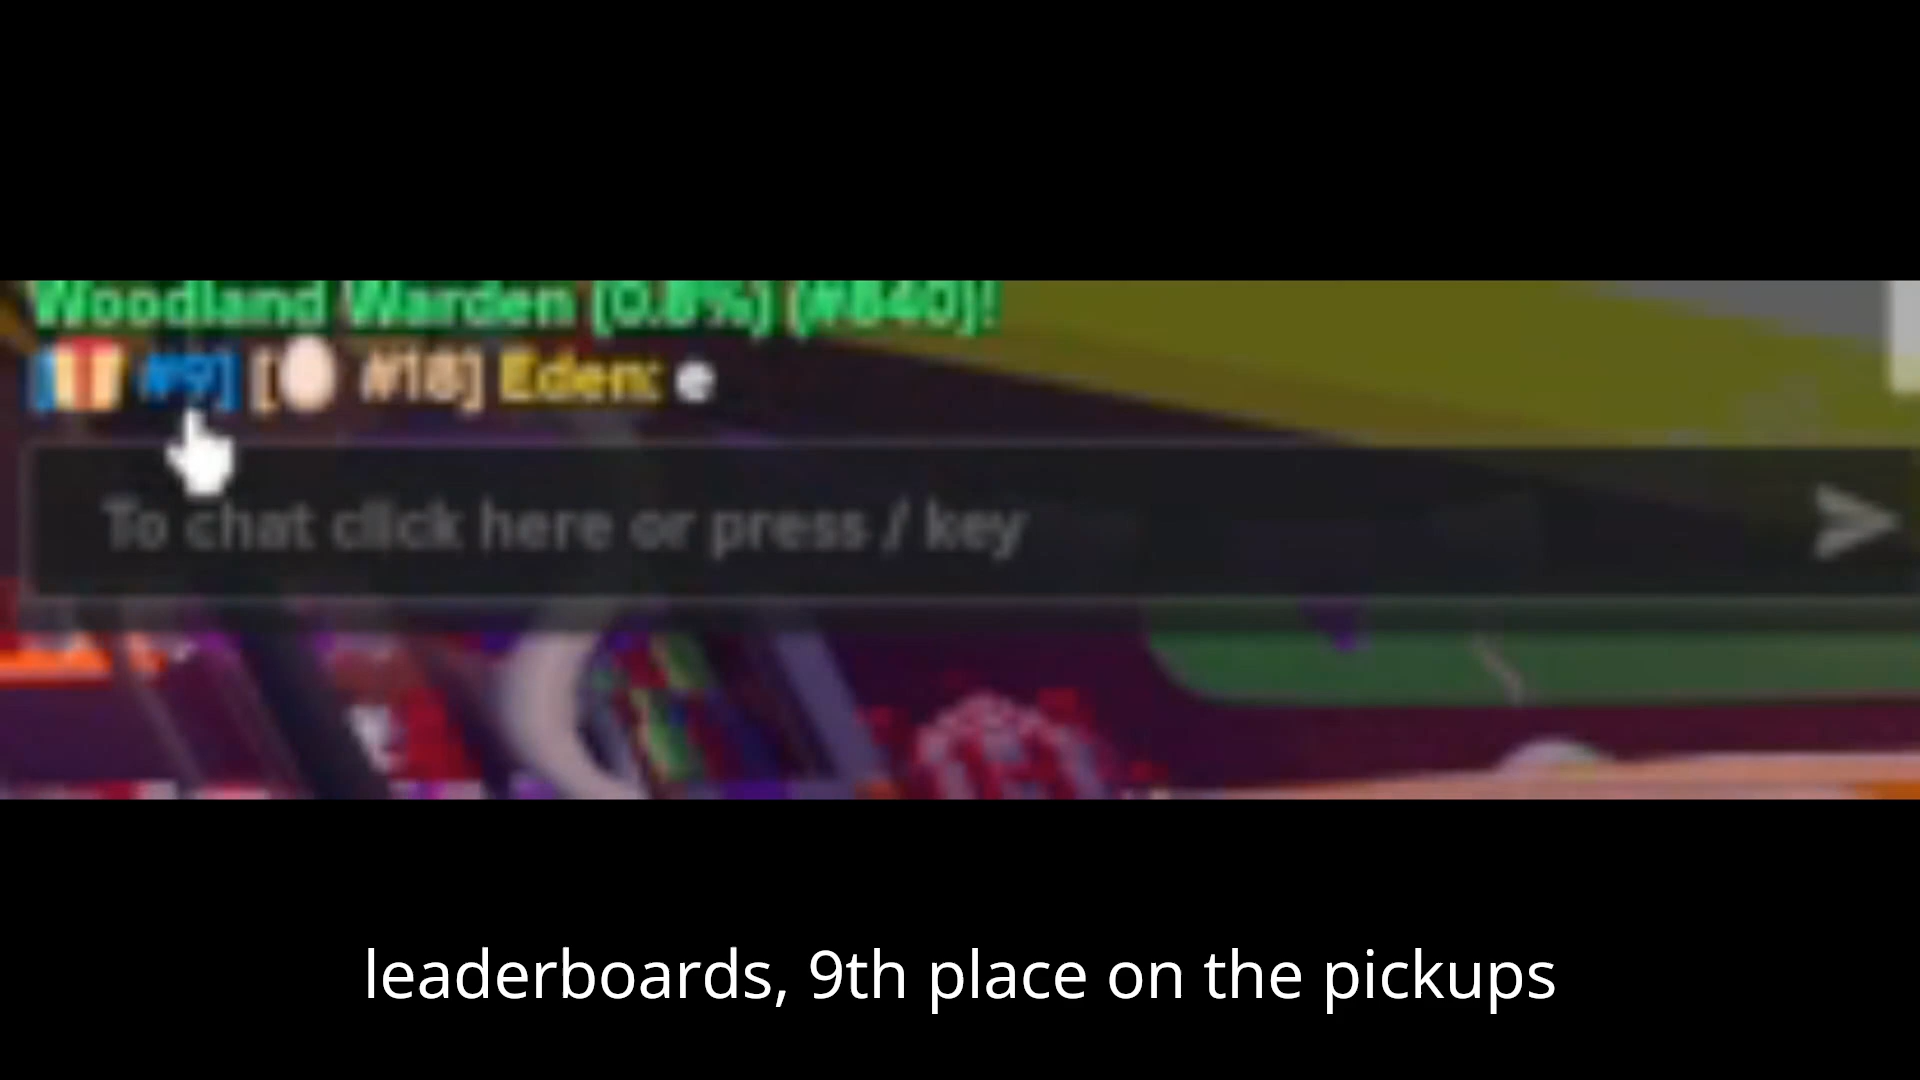 Woodland Warden (0.8%) (#840)!
[🎁 #9] [🥚 #18] Eden: e
To chat click here or press / key
leaderboards, 9th place on the pickups